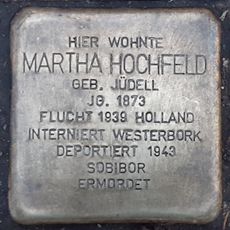 HIER WOHNTE
MARTHA HOCHFELD
GEB. JÜDELL
JG. 1873
FLUCHT 1939 HOLLAND
INTERNIERT WESTERBORK
DEPORTIERT 1943
SOBIBOR
ERMORDET